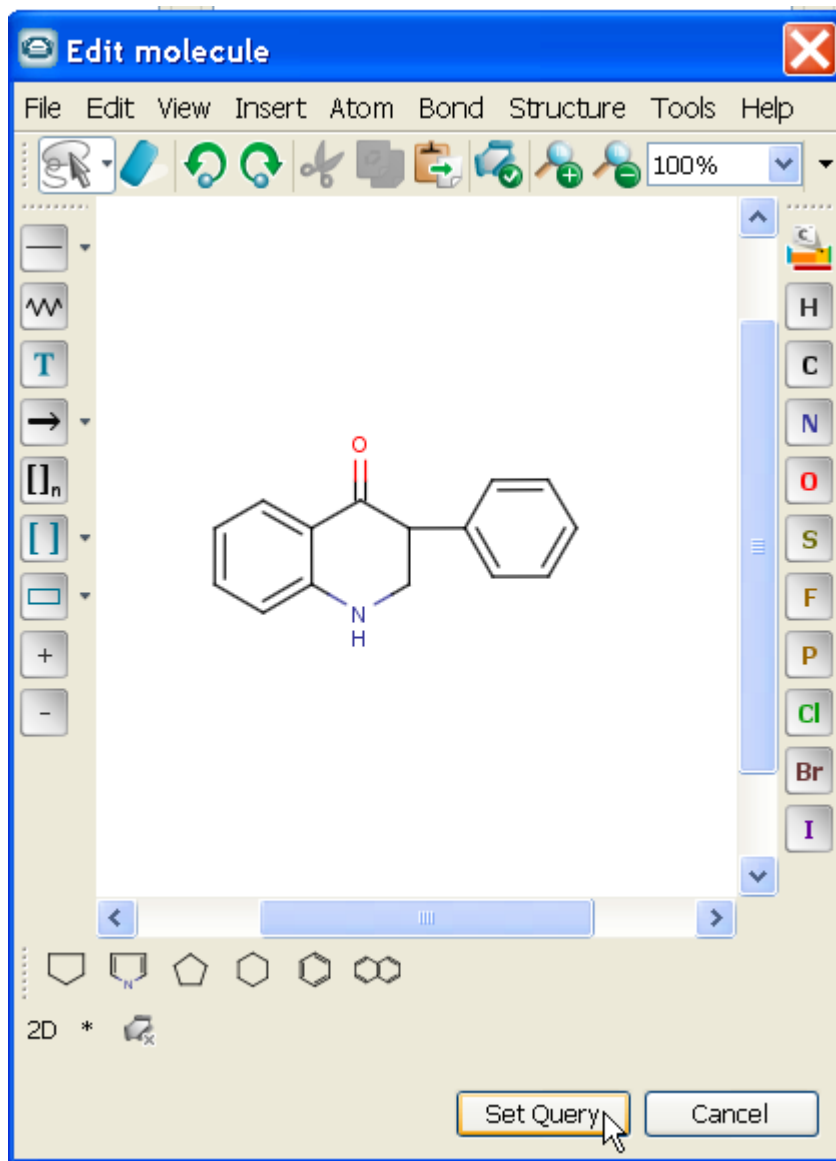 Edit molecule
File Edit View Insert Atom Bond Structure Tools Help
100%
T
H
C
N
O
S
F
P
Cl
Br
I
[]n
[ ]
+
-
O
N
H
N
2D *
Set Query Cancel